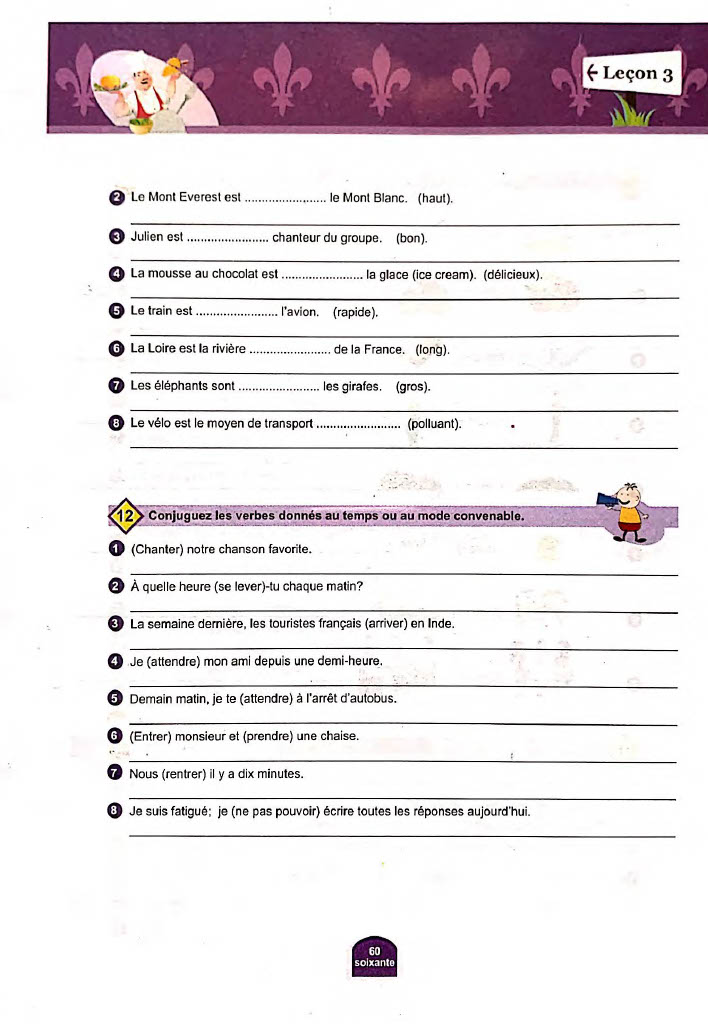 ← Leçon 3
2 Le Mont Everest est ........................ le Mont Blanc. (haut).
3 Julien est ........................ chanteur du groupe. (bon).
4 La mousse au chocolat est ........................ la glace (ice cream). (délicieux).
5 Le train est ........................ l'avion. (rapide).
6 La Loire est la rivière ........................ de la France. (long).
7 Les éléphants sont ........................ les girafes. (gros).
8 Le vélo est le moyen de transport ......................... (polluant).
12 Conjuguez les verbes donnés au temps ou au mode convenable.
1 (Chanter) notre chanson favorite.
2 À quelle heure (se lever)-tu chaque matin?
3 La semaine dernière, les touristes français (arriver) en Inde.
4 Je (attendre) mon ami depuis une demi-heure.
5 Demain matin, je te (attendre) à l'arrêt d'autobus.
6 (Entrer) monsieur et (prendre) une chaise.
7 Nous (rentrer) il y a dix minutes.
8 Je suis fatigué; je (ne pas pouvoir) écrire toutes les réponses aujourd'hui.
60
soixante